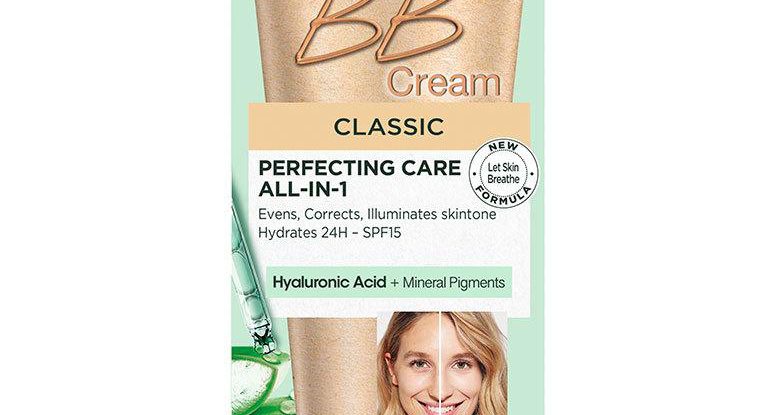 BB
Cream
CLASSIC
PERFECTING CARE
ALL-IN-1
NEW
Let Skin
Breathe
FORMULA
Evens, Corrects, Illuminates skintone
Hydrates 24H – SPF15
Hyaluronic Acid + Mineral Pigments